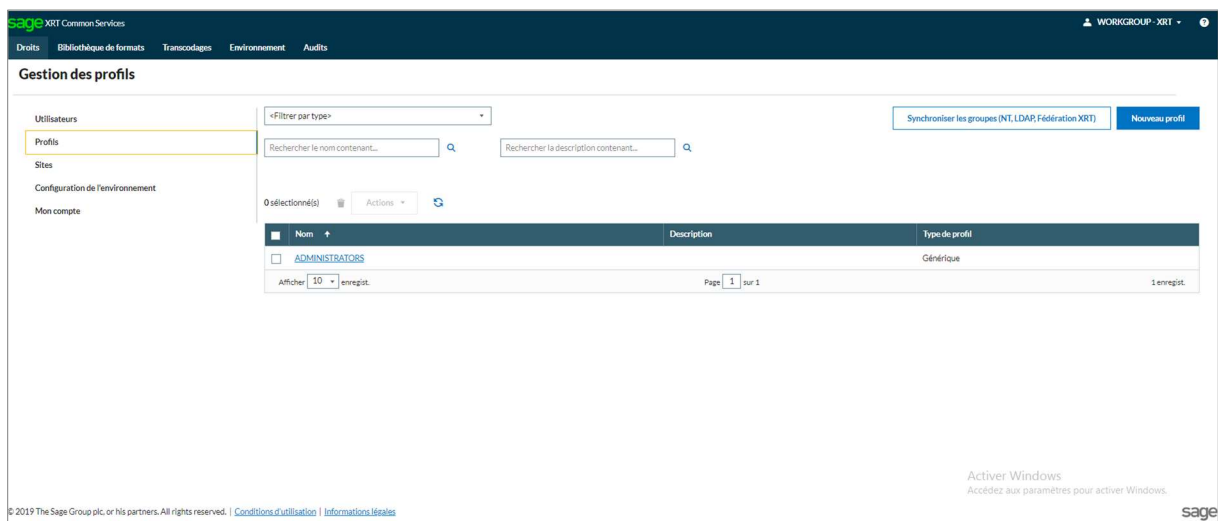 sage XRT Common Services
WORKGROUP - XRT
Droits Bibliothèque de formats Transcodages Environnement Audits
Gestion des profils
Utilisateurs
Profils
Sites
Configuration de l'environnement
Mon compte
<Filtrer par type>
Synchroniser les groupes (NT, LDAP, Fédération XRT)
Nouveau profil
Rechercher le nom contenant...
Rechercher la description contenant...
0 sélectionné(s) Actions
Nom Description Type de profil
ADMINISTRATORS Générique
Afficher 10 enregist. Page 1 sur 1 1 enregist.
Activer Windows
Accédez aux paramètres pour activer Windows.
© 2019 The Sage Group plc, or his partners. All rights reserved. | Conditions d'utilisation | Informations légales
sage